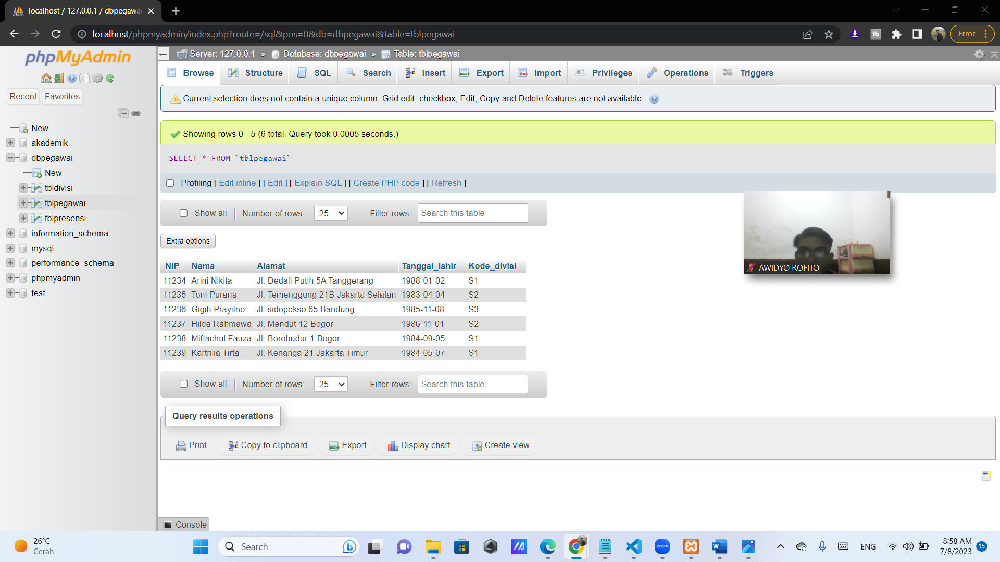 localhost / 127.0.0.1 / dbpegawai
localhost/phpmyadmin/index.php?route=/sql&pos=0&db=dbpegawai&table=tblpegawai
Error
phpMyAdmin
Recent
Favorites
New
akademik
dbpegawai
New
tbldivisi
tblpegawai
tblpresensi
information_schema
mysql
performance_schema
phpmyadmin
test
Server: 127.0.0.1 » Database: dbpegawai » Table: tblpegawai
Browse Structure SQL Search Insert Export Import Privileges Operations Triggers
Current selection does not contain a unique column. Grid edit, checkbox, Edit, Copy and Delete features are not available.
Showing rows 0 - 5 (6 total, Query took 0.0005 seconds.)
SELECT * FROM `tblpegawai`
Profiling [ Edit inline ] [ Edit ] [ Explain SQL ] [ Create PHP code ] [ Refresh ]
Show all Number of rows: 25 Filter rows: Search this table
Extra options
NIP Nama Alamat Tanggal_lahir Kode_divisi
11234 Arini Nikita Jl. Dedali Putih 5A Tanggerang 1988-01-02 S1
11235 Toni Purana Jl. Temenggung 21B Jakarta Selatan 1983-04-04 S2
11236 Gigih Prayitno Jl. sidopekso 65 Bandung 1985-11-08 S3
11237 Hilda Rahmawa Jl. Mendut 12 Bogor 1986-11-01 S2
11238 Miftachul Fauza Jl. Borobudur 1 Bogor 1984-09-05 S1
11239 Kartrilia Tirta Jl. Kenanga 21 Jakarta Timur 1984-05-07 S1
Show all Number of rows: 25 Filter rows: Search this table
Query results operations
Print Copy to clipboard Export Display chart Create view
Console
AWIDYO ROFITO
26°C
Cerah
Search
zoom
ENG
8:58 AM
7/8/2023
15